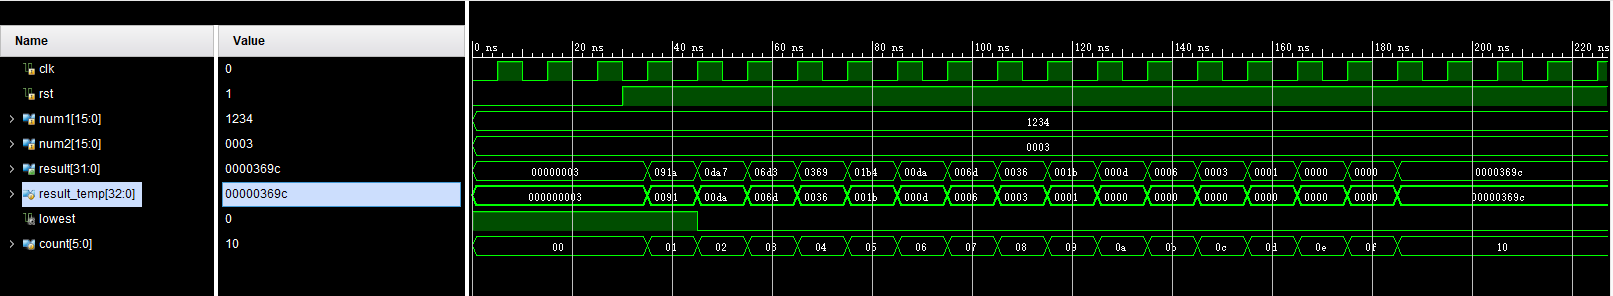 Name Value
0 ns 20 ns 40 ns 60 ns 80 ns 100 ns 120 ns 140 ns 160 ns 180 ns 200 ns 220 ns
clk 0
rst 1
num1[15:0] 1234 1234
num2[15:0] 0003 0003
result[31:0] 0000369c 00000003 091a 0da7 06d3 0369 01b4 00da 006d 0036 001b 000d 0006 0003 0001 0000 0000 0000369c
result_temp[32:0] 00000369c 000000003 0091 00da 006d 0036 001b 000d 0006 0003 0001 0000 0000 0000 0000 0000 0000 00000369c
lowest 0
count[5:0] 10 00 01 02 03 04 05 06 07 08 09 0a 0b 0c 0d 0e 0f 10